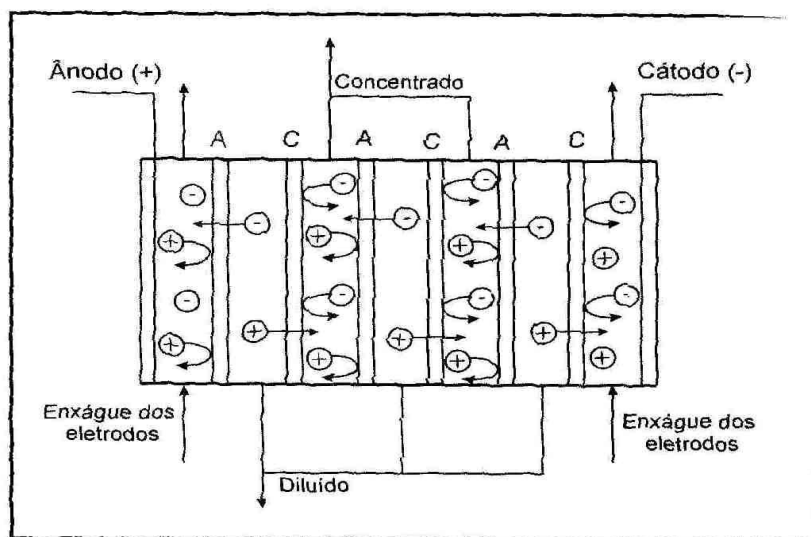 Ânodo (+)
Concentrado
Cátodo (-)
A C A C A C
Enxágue dos
eletrodos
Enxágue dos
eletrodos
Diluído